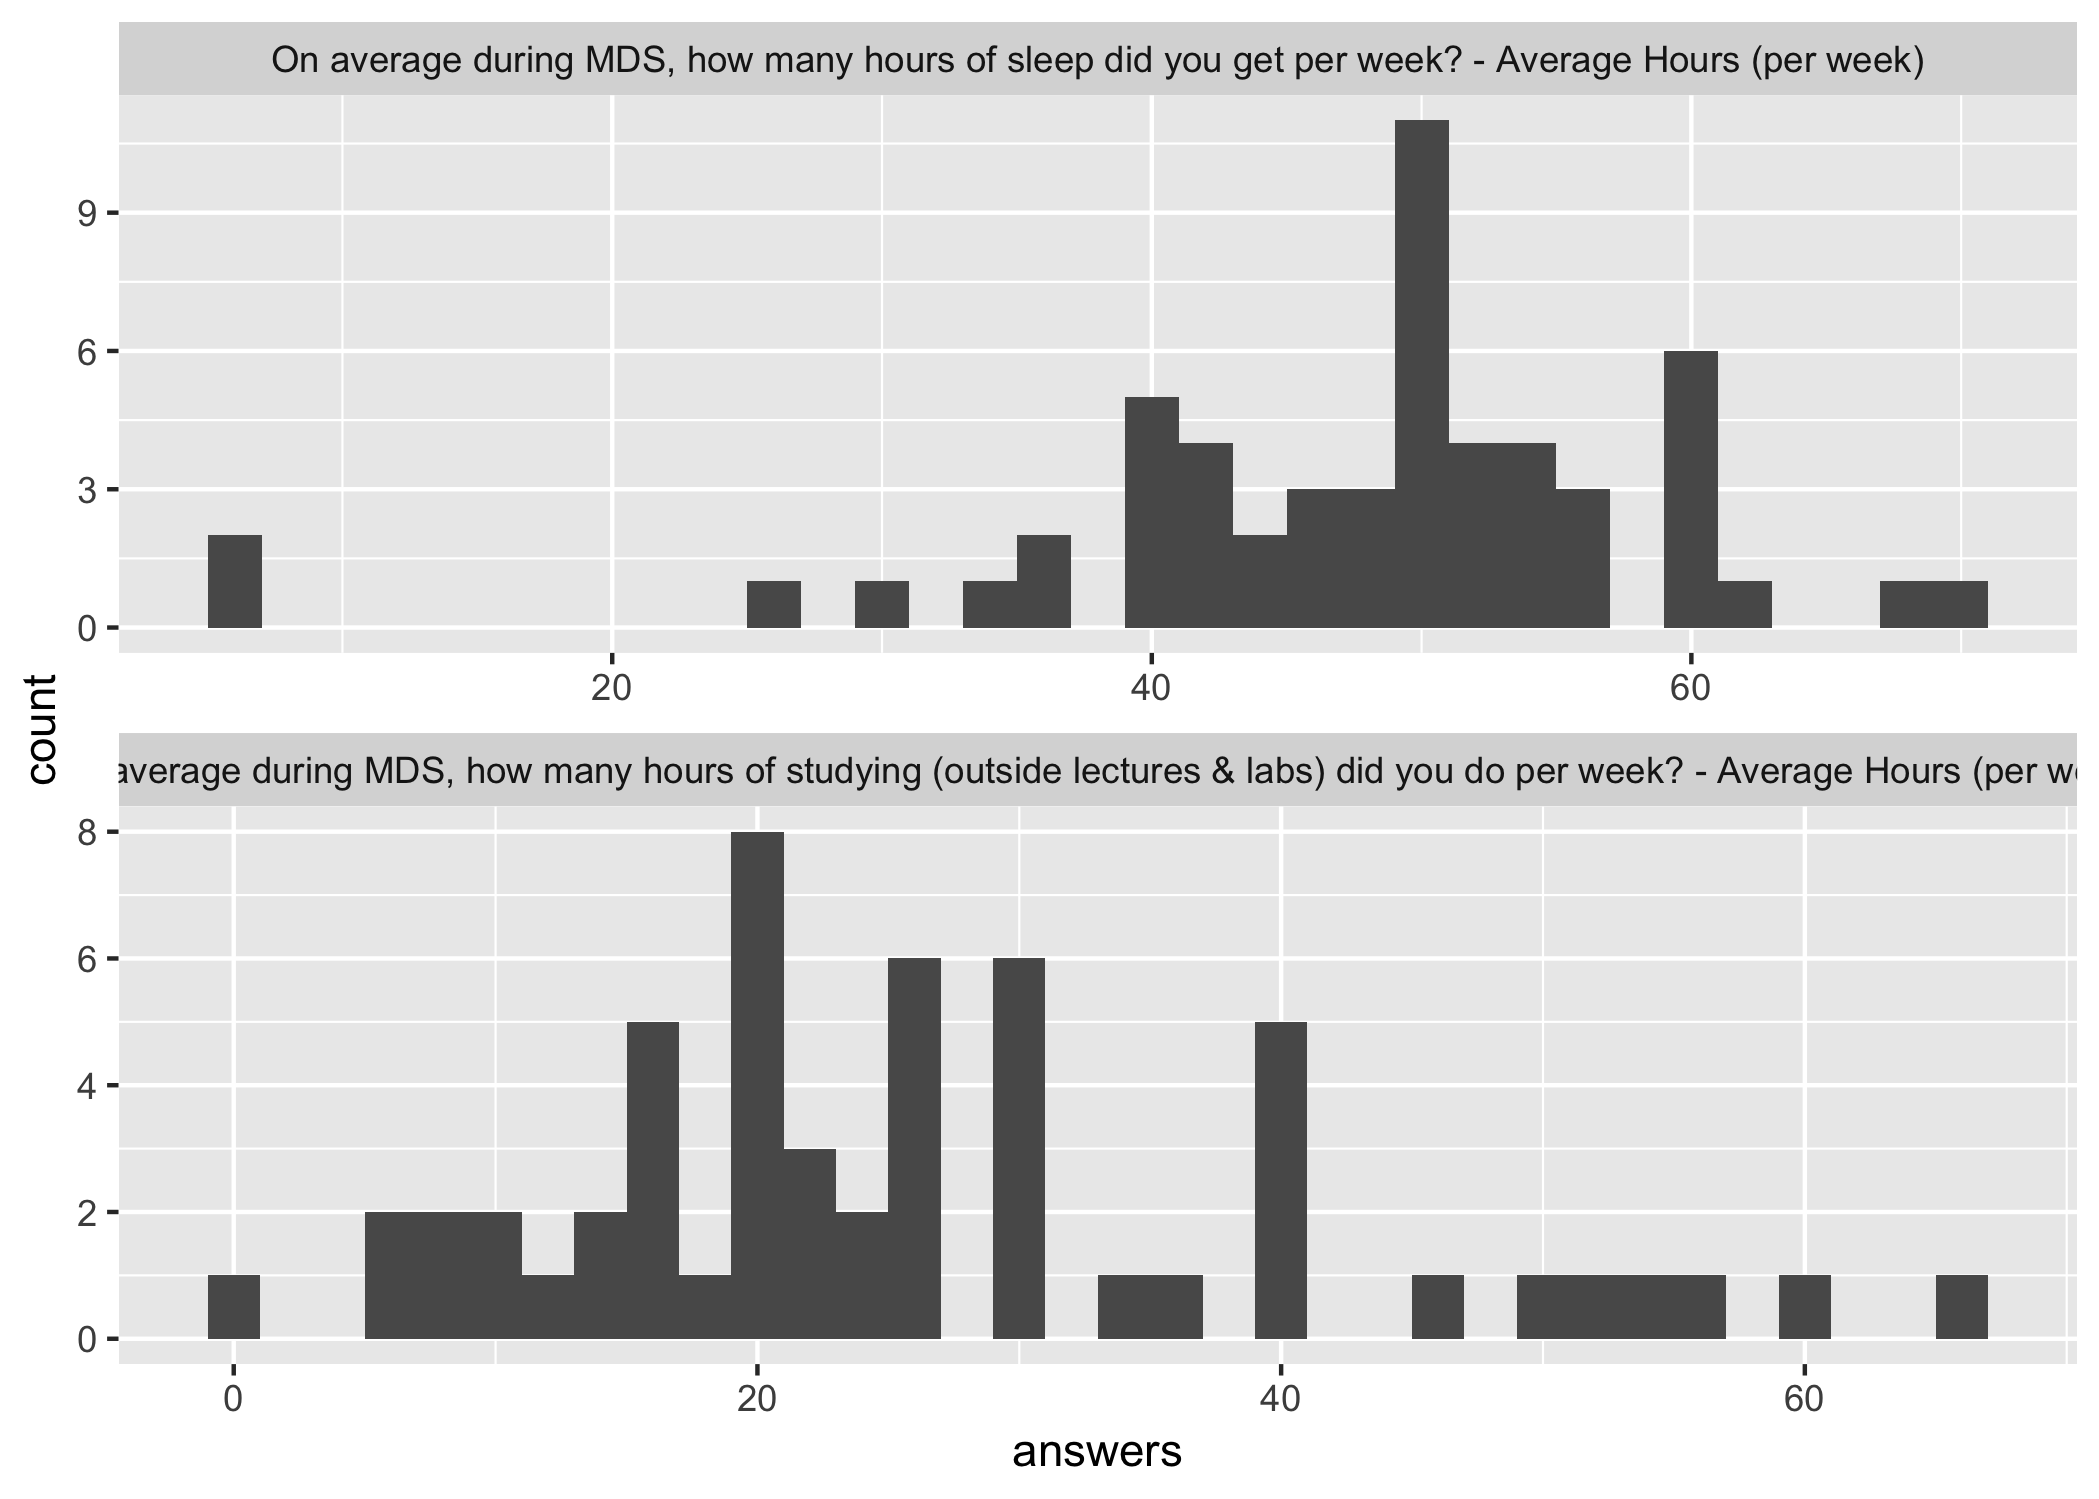 On average during MDS, how many hours of sleep did you get per week? - Average Hours (per week)
9
6
3
0
20 40 60
count
average during MDS, how many hours of studying (outside lectures & labs) did you do per week? - Average Hours (per
8
6
4
2
0
0 20 40 60
answers